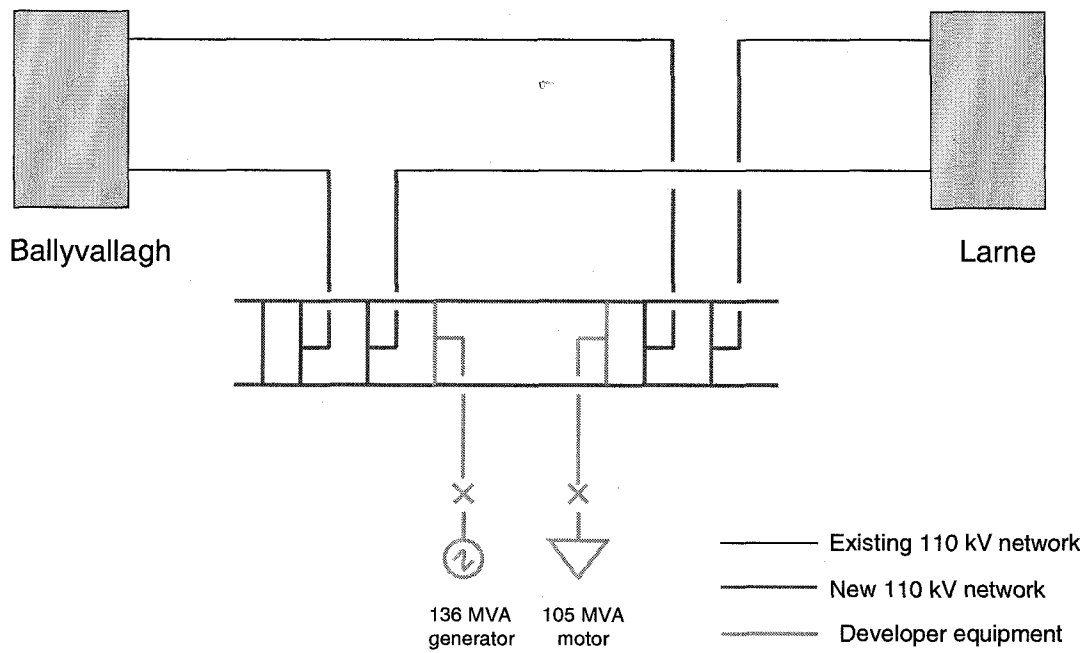 Ballyvallagh
Larne
136 MVA
generator
105 MVA
motor
Existing 110 kV network
New 110 kV network
Developer equipment